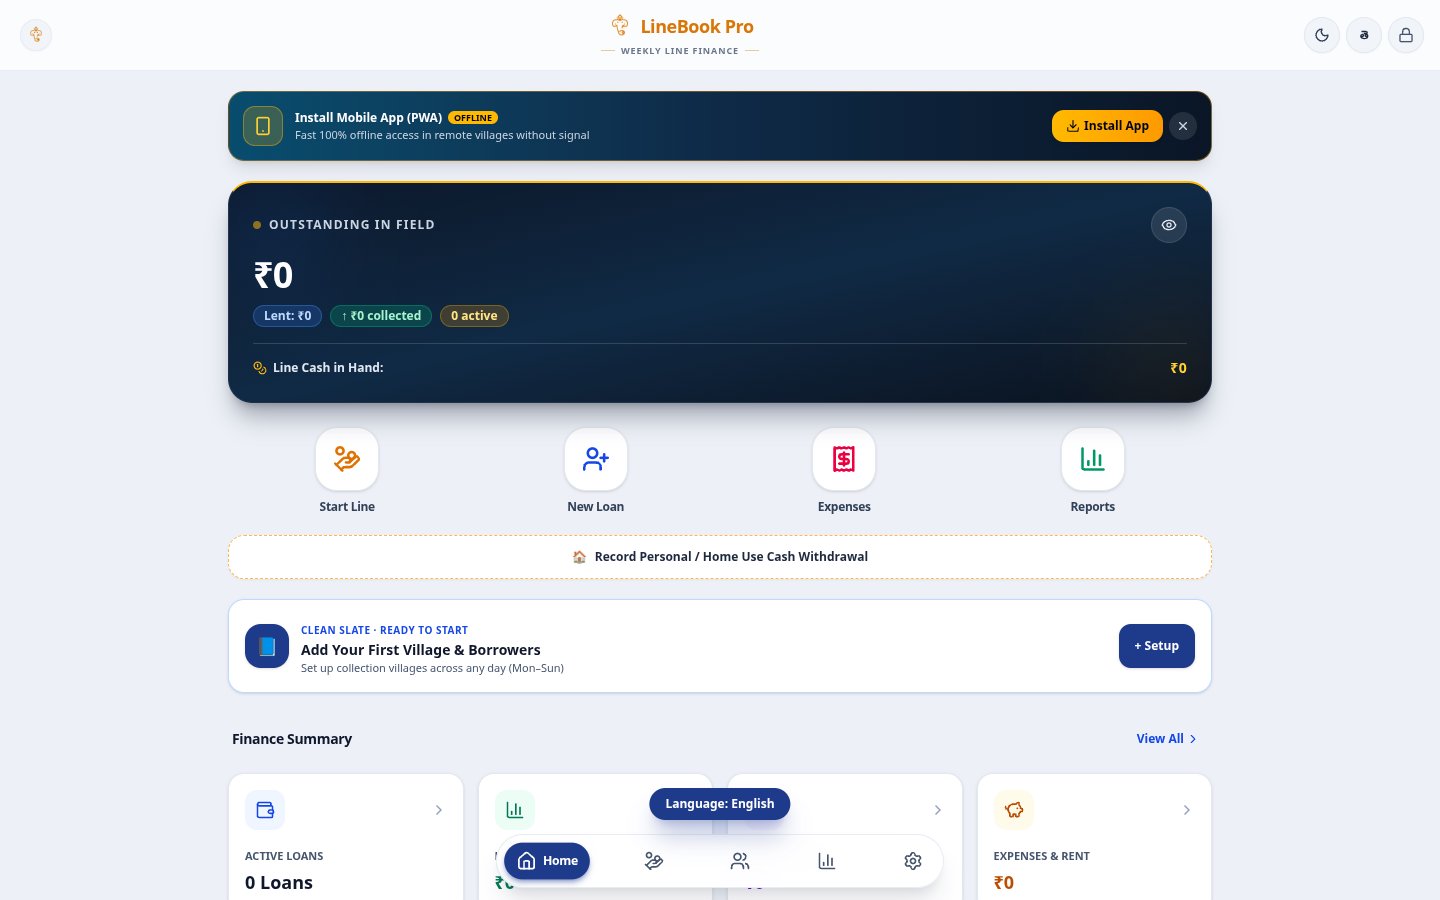 LineBook Pro
WEEKLY LINE FINANCE
Install Mobile App (PWA) OFFLINE
Fast 100% offline access in remote villages without signal
Install App
OUTSTANDING IN FIELD
₹0
Lent: ₹0
↑ ₹0 collected
0 active
Line Cash in Hand:
₹0
Start Line
New Loan
Expenses
Reports
Record Personal / Home Use Cash Withdrawal
CLEAN SLATE · READY TO START
Add Your First Village & Borrowers
Set up collection villages across any day (Mon–Sun)
+ Setup
Finance Summary
View All
Language: English
ACTIVE LOANS
0 Loans
EXPENSES & RENT
₹0
Home